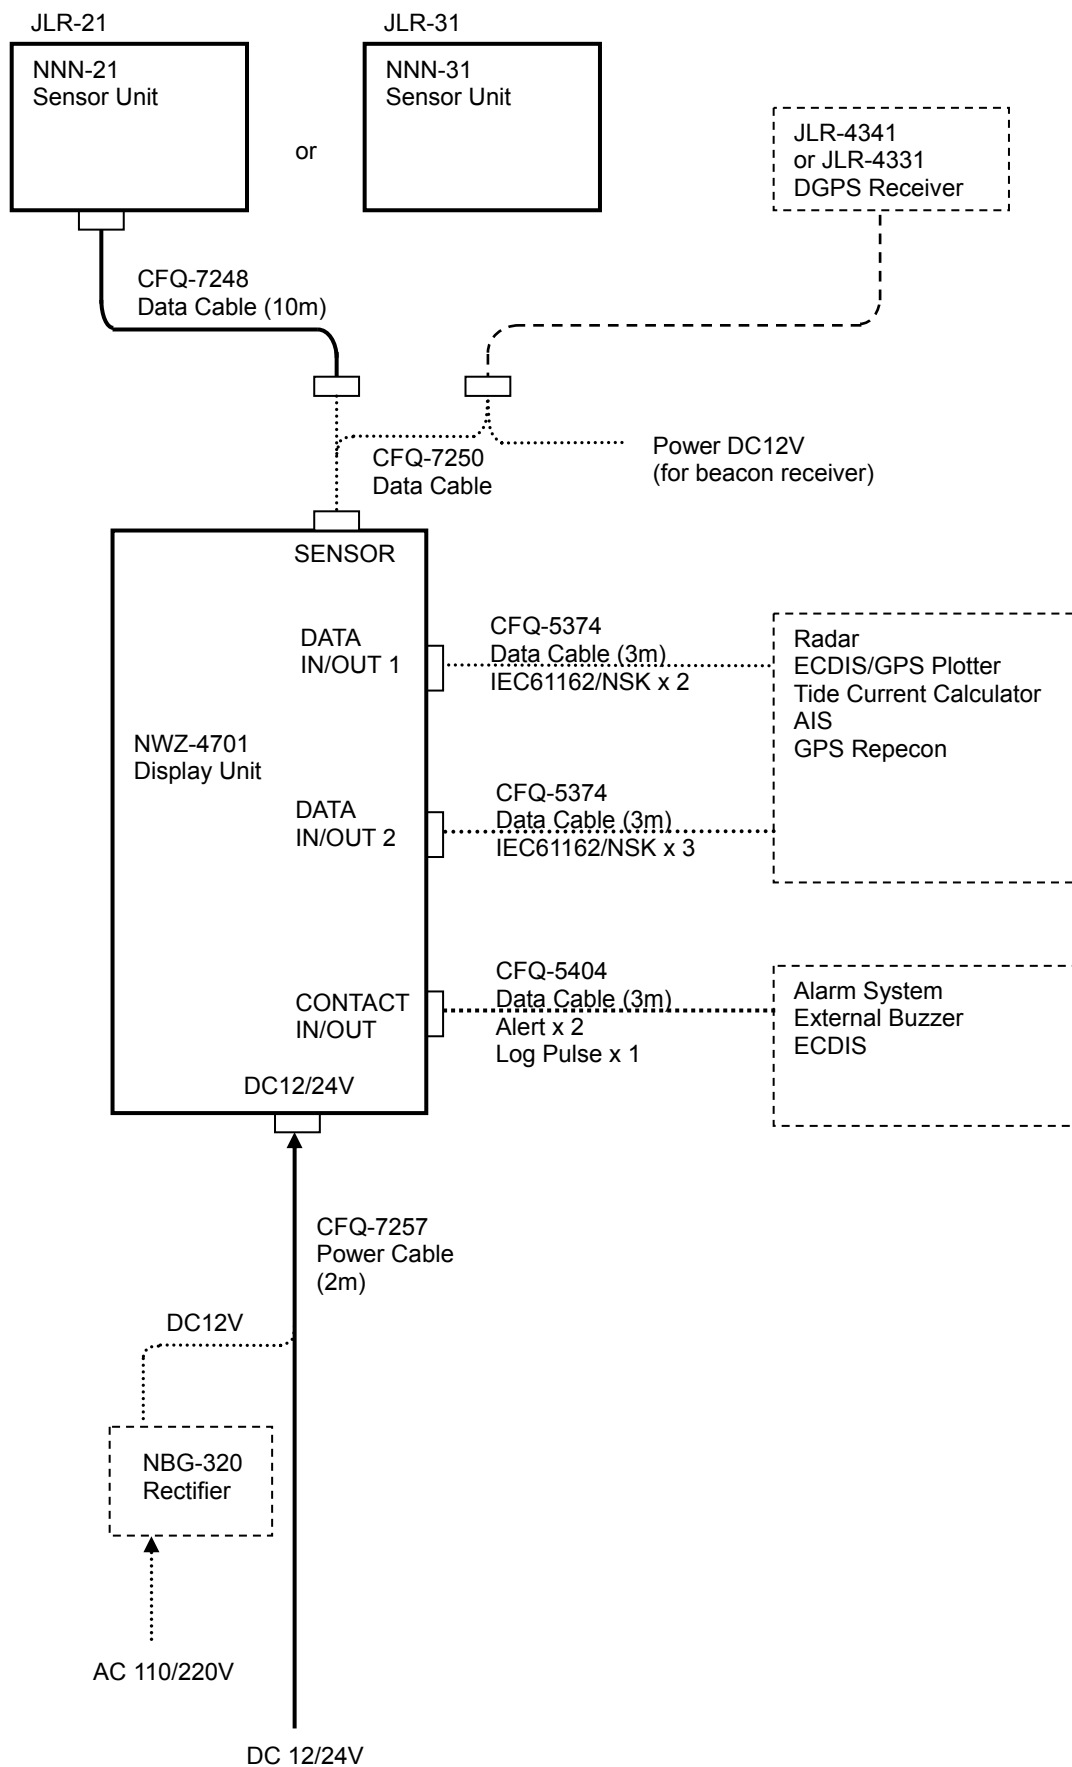 JLR-21
JLR-31
NNN-21
Sensor Unit
or
NNN-31
Sensor Unit
JLR-4341
or JLR-4331
DGPS Receiver
CFQ-7248
Data Cable (10m)
CFQ-7250
Data Cable
Power DC12V
(for beacon receiver)
SENSOR
DATA
IN/OUT 1
CFQ-5374
Data Cable (3m)
IEC61162/NSK x 2
Radar
ECDIS/GPS Plotter
Tide Current Calculator
AIS
GPS Repecon
NWZ-4701
Display Unit
DATA
IN/OUT 2
CFQ-5374
Data Cable (3m)
IEC61162/NSK x 3
CONTACT
IN/OUT
CFQ-5404
Data Cable (3m)
Alert x 2
Log Pulse x 1
Alarm System
External Buzzer
ECDIS
DC12/24V
CFQ-7257
Power Cable
(2m)
DC12V
NBG-320
Rectifier
AC 110/220V
DC 12/24V